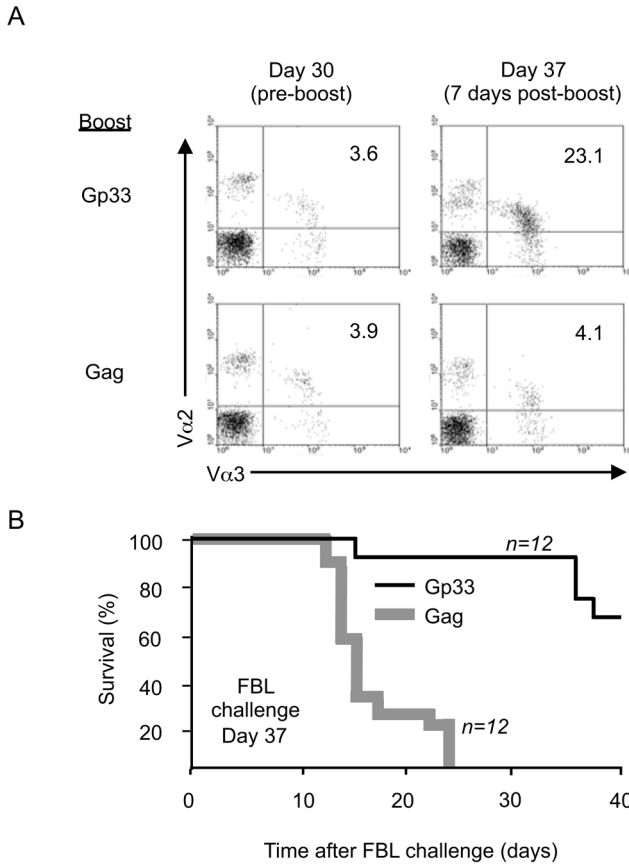 A
Day 30
(pre-boost)
Day 37
(7 days post-boost)
Boost
Gp33
3.6
23.1
Gag
3.9
4.1
Vα2
Vα3
B
Survival (%)
100
80
60
40
20
n=12
Gp33
Gag
FBL
challenge
Day 37
n=12
0
10
20
30
40
Time after FBL challenge (days)